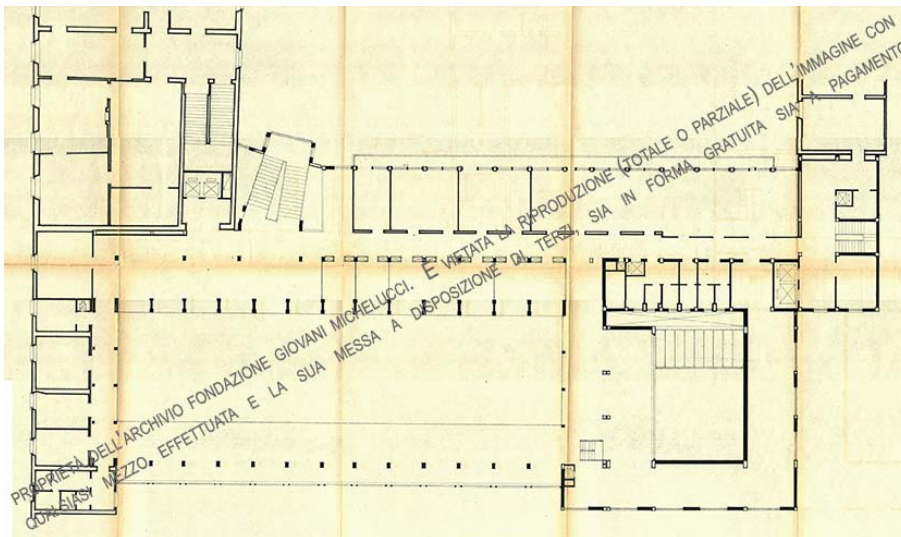 PROPRIETÀ DELL'ARCHIVIO FONDAZIONE GIOVANI MICHELUCCI. È VIETATA LA RIPRODUZIONE (TOTALE O PARZIALE) DELL'IMMAGINE CON
QUALSIASI MEZZO EFFETTUATA E LA SUA MESSA A DISPOSIZIONE DI TERZI, SIA IN FORMA GRATUITA SIA A PAGAMENTO